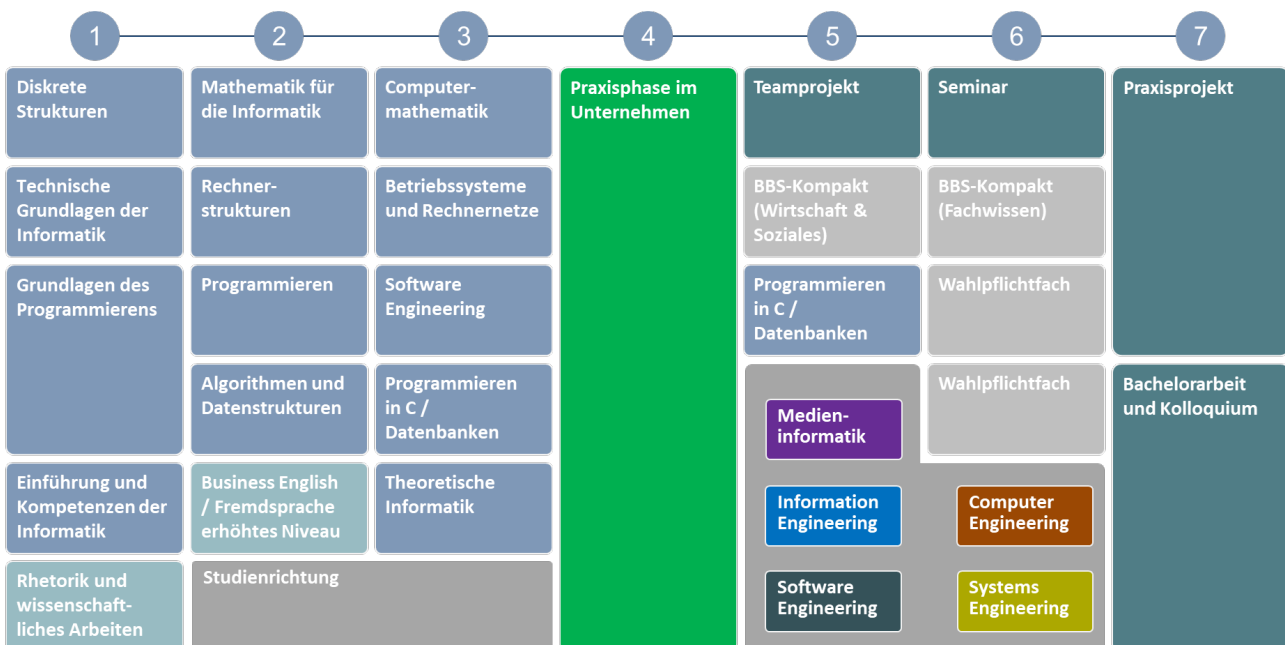 1
2
3
4
5
6
7
Diskrete
Strukturen
Technische
Grundlagen der
Informatik
Grundlagen des
Programmierens
Einführung und
Kompetenzen der
Informatik
Rhetorik und
wissenschaft-
liches Arbeiten
Mathematik für
die Informatik
Rechner-
strukturen
Programmieren
Algorithmen und
Datenstrukturen
Business English
/ Fremdsprache
erhöhtes Niveau
Studienrichtung
Computer-
mathematik
Betriebssysteme
und Rechnernetze
Software
Engineering
Programmieren
in C /
Datenbanken
Theoretische
Informatik
Praxisphase im
Unternehmen
Teamprojekt
BBS-Kompakt
(Wirtschaft &
Soziales)
Programmieren
in C /
Datenbanken
Medien-
informatik
Information
Engineering
Software
Engineering
Seminar
BBS-Kompakt
(Fachwissen)
Wahlpflichtfach
Wahlpflichtfach
Computer
Engineering
Systems
Engineering
Praxisprojekt
Bachelorarbeit
und Kolloquium